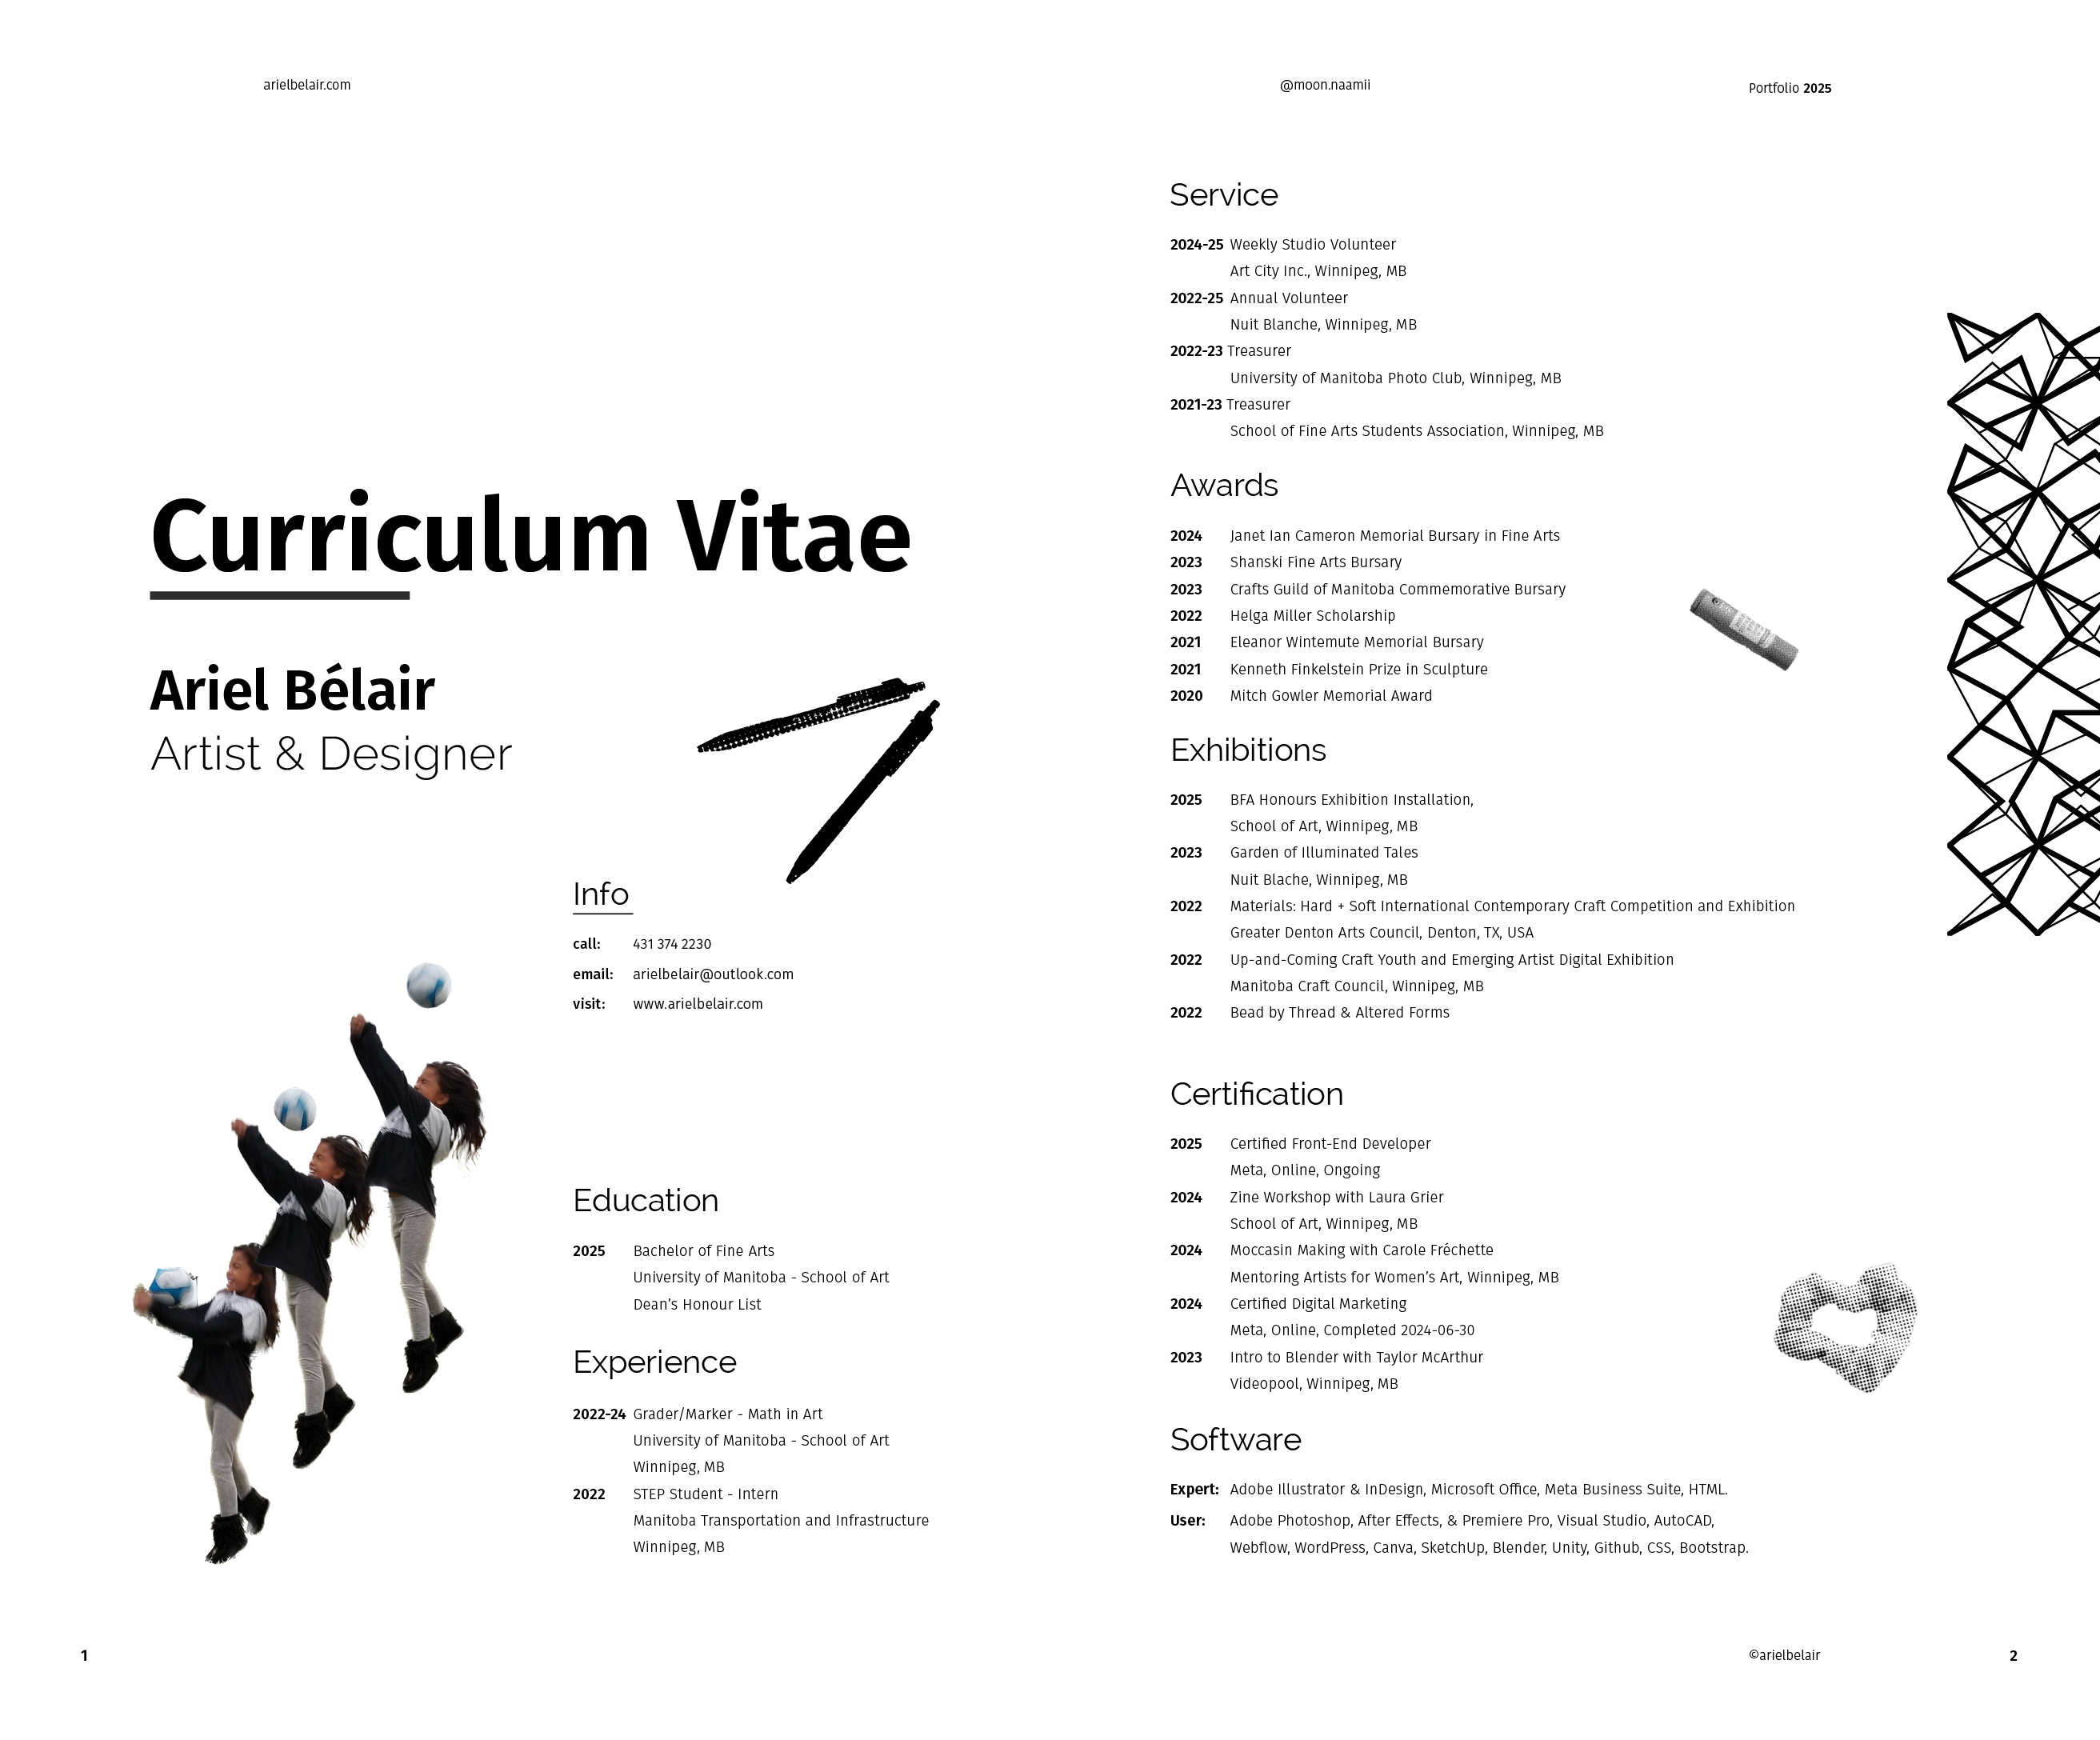 arielbelair.com
@moon.naamii
Portfolio 2025
Curriculum Vitae
Ariel Bélair
Artist & Designer
Info
call: 431 374 2230
email: arielbelair@outlook.com
visit: www.arielbelair.com
Education
2025 Bachelor of Fine Arts
University of Manitoba - School of Art
Dean’s Honour List
Experience
2022-24 Grader/Marker - Math in Art
University of Manitoba - School of Art
Winnipeg, MB
2022 STEP Student - Intern
Manitoba Transportation and Infrastructure
Winnipeg, MB
1
Service
2024-25 Weekly Studio Volunteer
Art City Inc., Winnipeg, MB
2022-25 Annual Volunteer
Nuit Blanche, Winnipeg, MB
2022-23 Treasurer
University of Manitoba Photo Club, Winnipeg, MB
2021-23 Treasurer
School of Fine Arts Students Association, Winnipeg, MB
Awards
2024 Janet Ian Cameron Memorial Bursary in Fine Arts
2023 Shanski Fine Arts Bursary
2023 Crafts Guild of Manitoba Commemorative Bursary
2022 Helga Miller Scholarship
2021 Eleanor Wintemute Memorial Bursary
2021 Kenneth Finkelstein Prize in Sculpture
2020 Mitch Gowler Memorial Award
Exhibitions
2025 BFA Honours Exhibition Installation,
School of Art, Winnipeg, MB
2023 Garden of Illuminated Tales
Nuit Blache, Winnipeg, MB
2022 Materials: Hard + Soft International Contemporary Craft Competition and Exhibition
Greater Denton Arts Council, Denton, TX, USA
2022 Up-and-Coming Craft Youth and Emerging Artist Digital Exhibition
Manitoba Craft Council, Winnipeg, MB
2022 Bead by Thread & Altered Forms
Certification
2025 Certified Front-End Developer
Meta, Online, Ongoing
2024 Zine Workshop with Laura Grier
School of Art, Winnipeg, MB
2024 Moccasin Making with Carole Fréchette
Mentoring Artists for Women’s Art, Winnipeg, MB
2024 Certified Digital Marketing
Meta, Online, Completed 2024-06-30
2023 Intro to Blender with Taylor McArthur
Videopool, Winnipeg, MB
Software
Expert: Adobe Illustrator & InDesign, Microsoft Office, Meta Business Suite, HTML.
User: Adobe Photoshop, After Effects, & Premiere Pro, Visual Studio, AutoCAD,
Webflow, WordPress, Canva, SketchUp, Blender, Unity, Github, CSS, Bootstrap.
©arielbelair
2